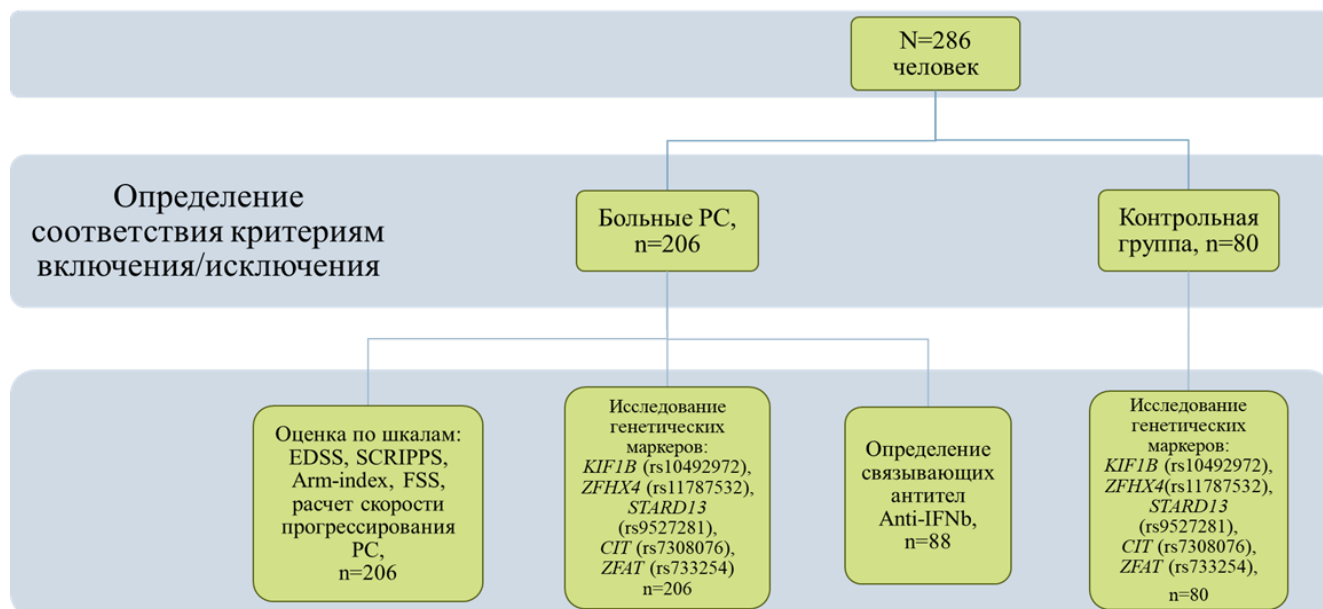 N=286
человек
Определение
соответствия критериям
включения/исключения
Больные РС,
n=206
Контрольная
группа, n=80
Оценка по шкалам:
EDSS, SCRIPPS,
Arm-index, FSS,
расчет скорости
прогрессирования
РС,
n=206
Исследование
генетических
маркеров:
KIF1B (rs10492972),
ZFHX4 (rs11787532),
STARD13
(rs9527281),
CIT (rs7308076),
ZFAT (rs733254)
n=206
Определение
связывающих
антител
Anti-IFNb,
n=88
Исследование
генетических
маркеров:
KIF1B (rs10492972),
ZFHX4(rs11787532),
STARD13
(rs9527281),
CIT (rs7308076),
ZFAT (rs733254),
n=80